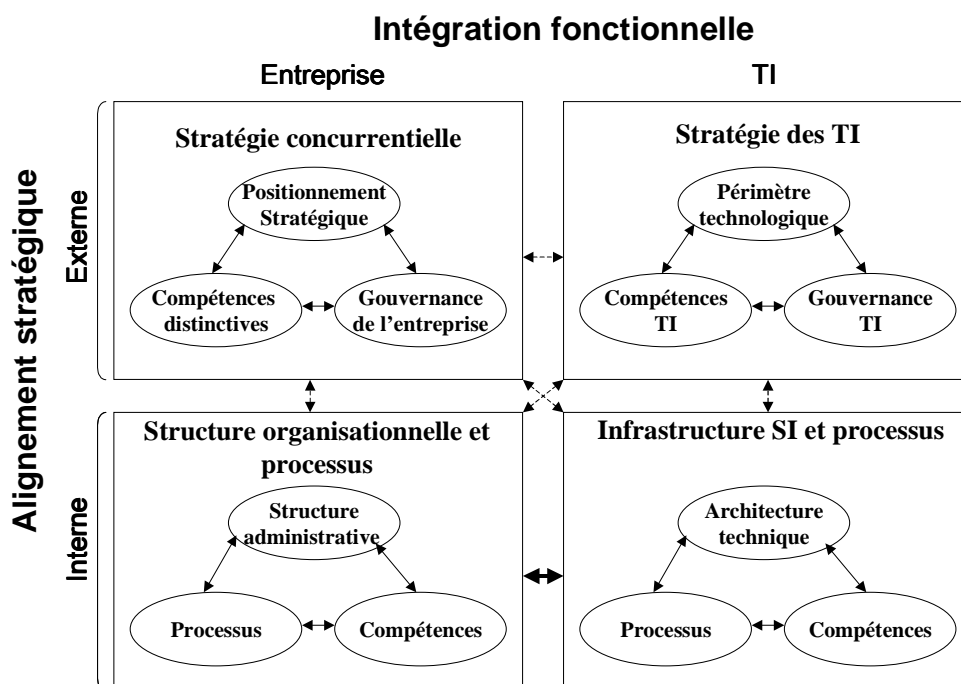 Intégration fonctionnelle
Entreprise
TI
Alignement stratégique
Externe
Stratégie concurrentielle
Positionnement
Stratégique
Compétences
distinctives
Gouvernance
de l'entreprise
Stratégie des TI
Périmètre
technologique
Compétences
TI
Gouvernance
TI
Interne
Structure organisationnelle et
processus
Structure
administrative
Processus
Compétences
Infrastructure SI et processus
Architecture
technique
Processus
Compétences